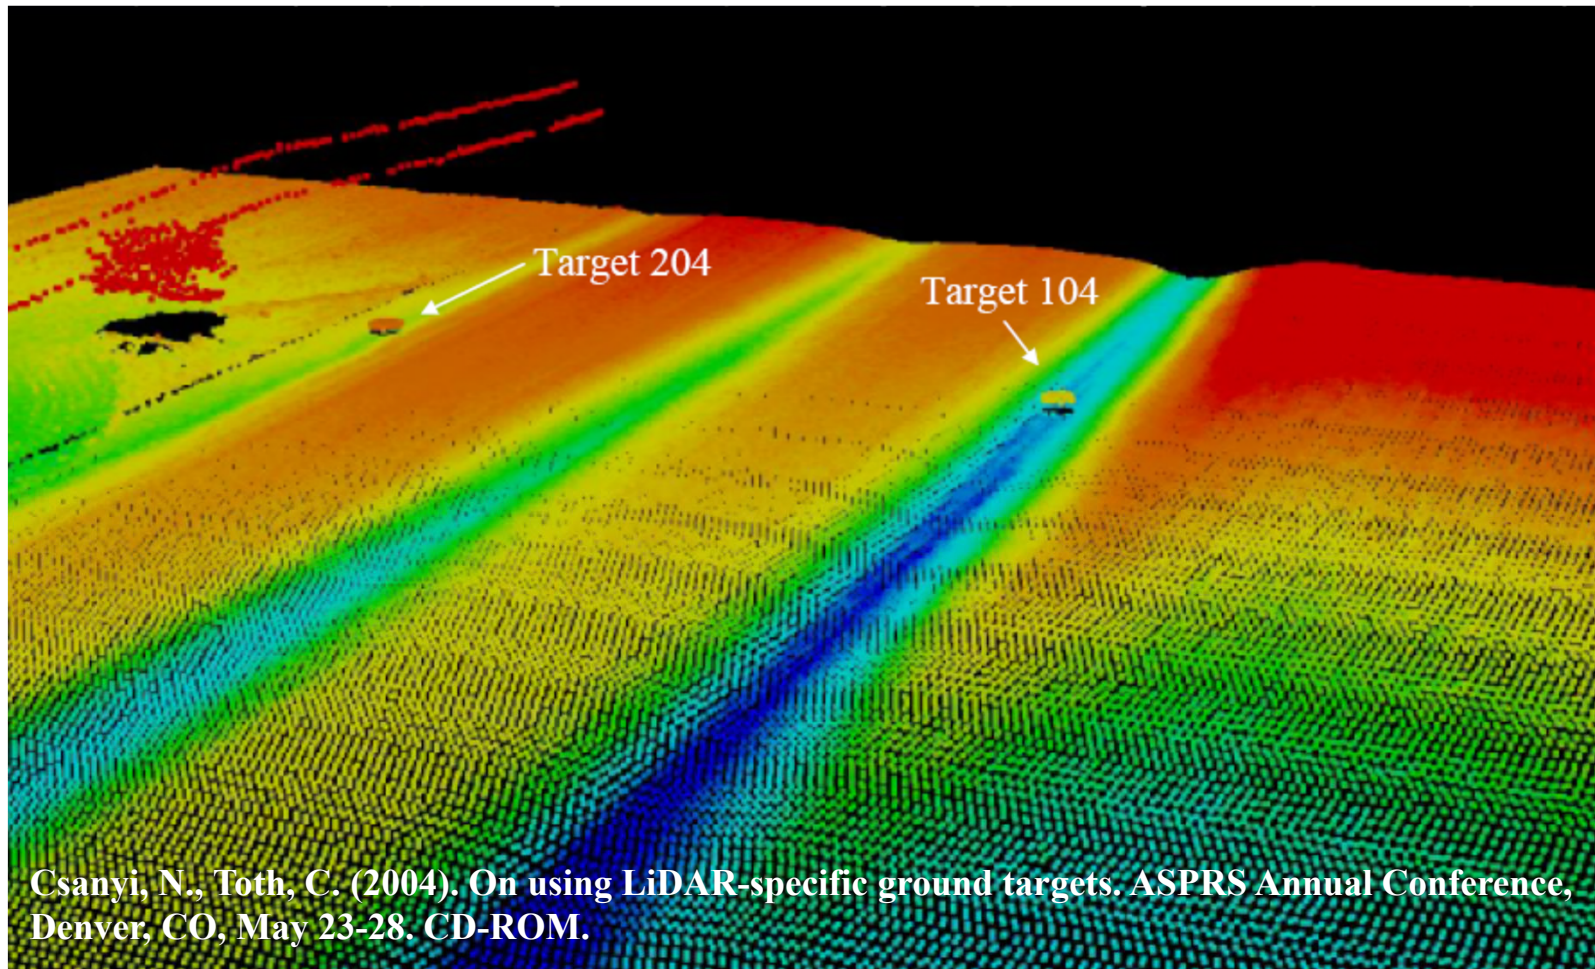 Target 204
Target 104
Csanyi, N., Toth, C. (2004). On using LiDAR-specific ground targets. ASPRS Annual Conference,
Denver, CO, May 23-28. CD-ROM.